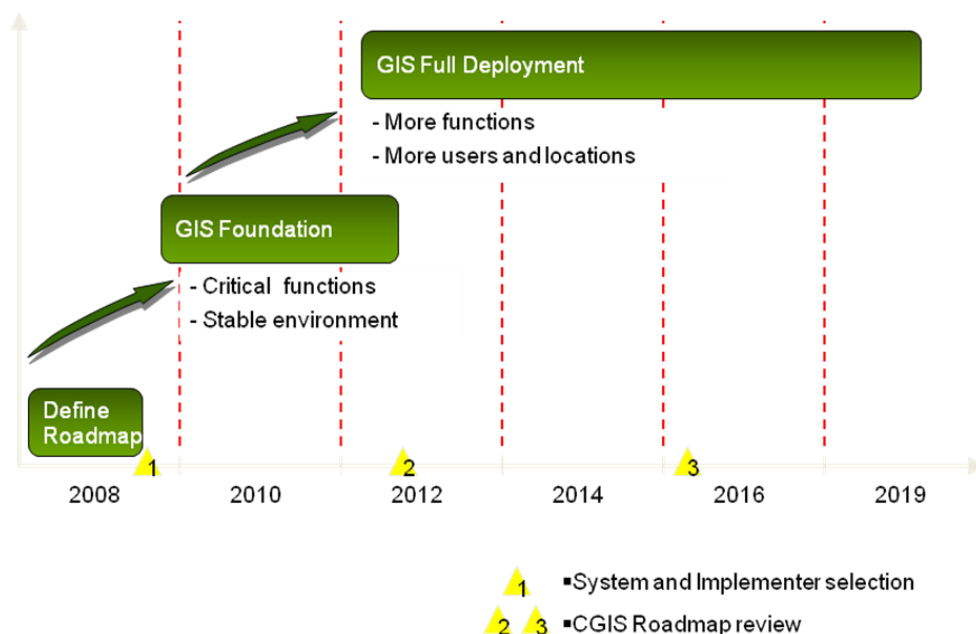 GIS Full Deployment
- More functions
- More users and locations
GIS Foundation
- Critical functions
- Stable environment
Define
Roadmap
1 2 3
2008 2010 2012 2014 2016 2019
1 ▪System and Implementer selection
2 3 ▪CGIS Roadmap review